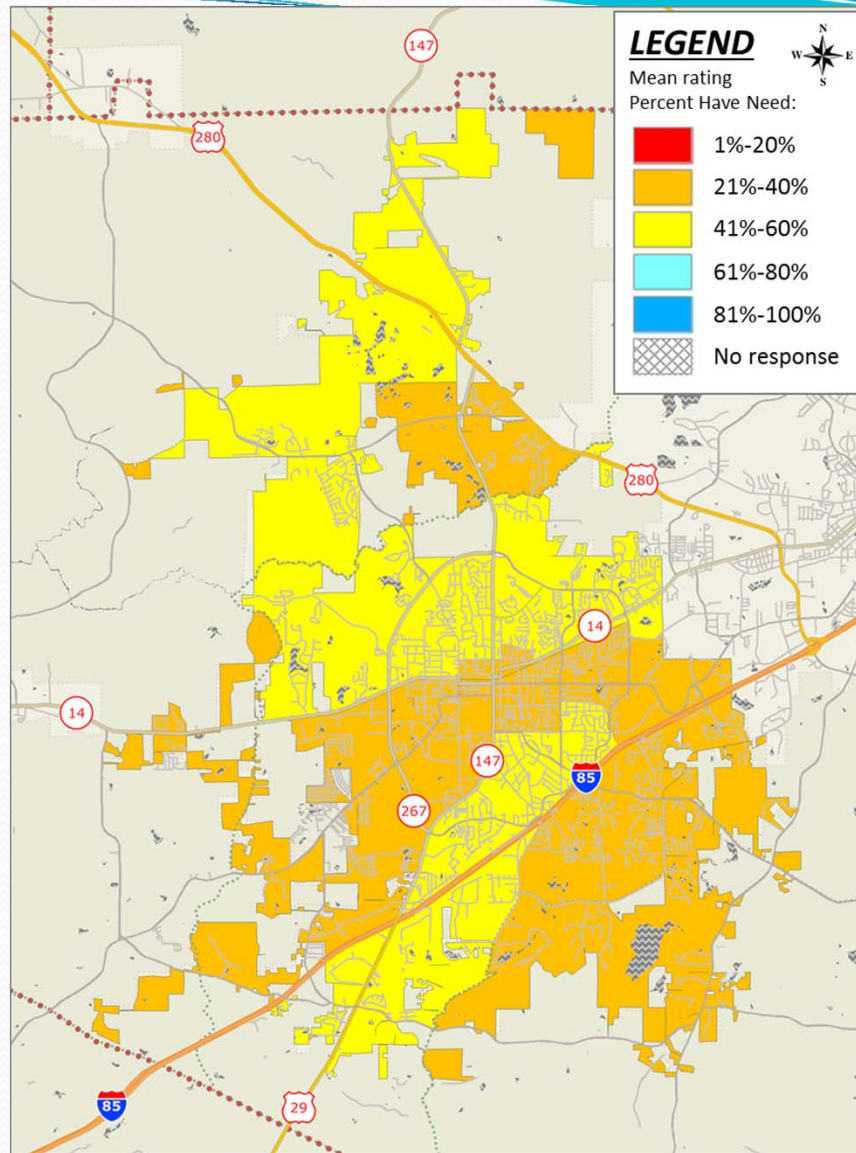 147
LEGEND
N
W E
S
Mean rating
Percent Have Need:
1%-20%
21%-40%
41%-60%
61%-80%
81%-100%
No response
280
280
14
14
147
85
267
85
29